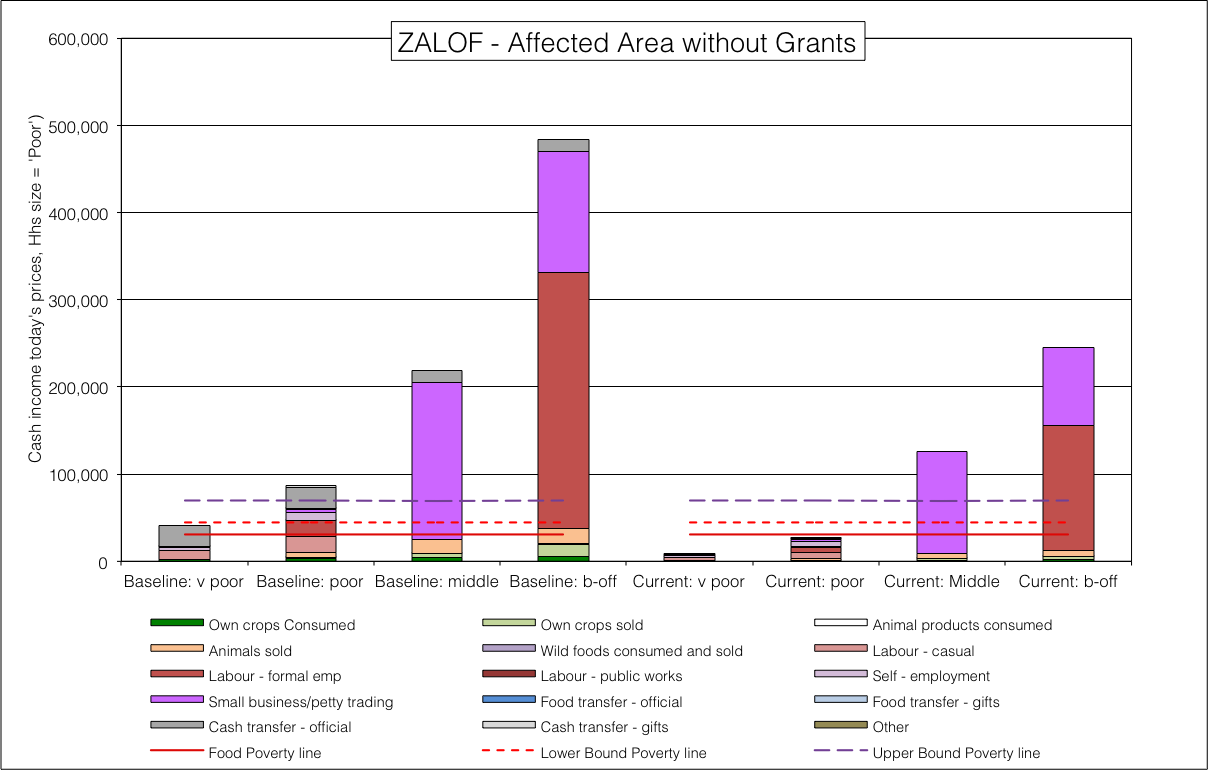 ZALOF - Affected Area without Grants
Cash income today's prices, Hhs size = 'Poor')
600,000
500,000
400,000
300,000
200,000
100,000
0
Baseline: v poor Baseline: poor Baseline: middle Baseline: b-off Current: v poor Current: poor Current: Middle Current: b-off
Own crops Consumed Own crops sold Animal products consumed
Animals sold Wild foods consumed and sold Labour - casual
Labour - formal emp Labour - public works Self - employment
Small business/petty trading Food transfer - official Food transfer - gifts
Cash transfer - official Cash transfer - gifts Other
Food Poverty line Lower Bound Poverty line Upper Bound Poverty line